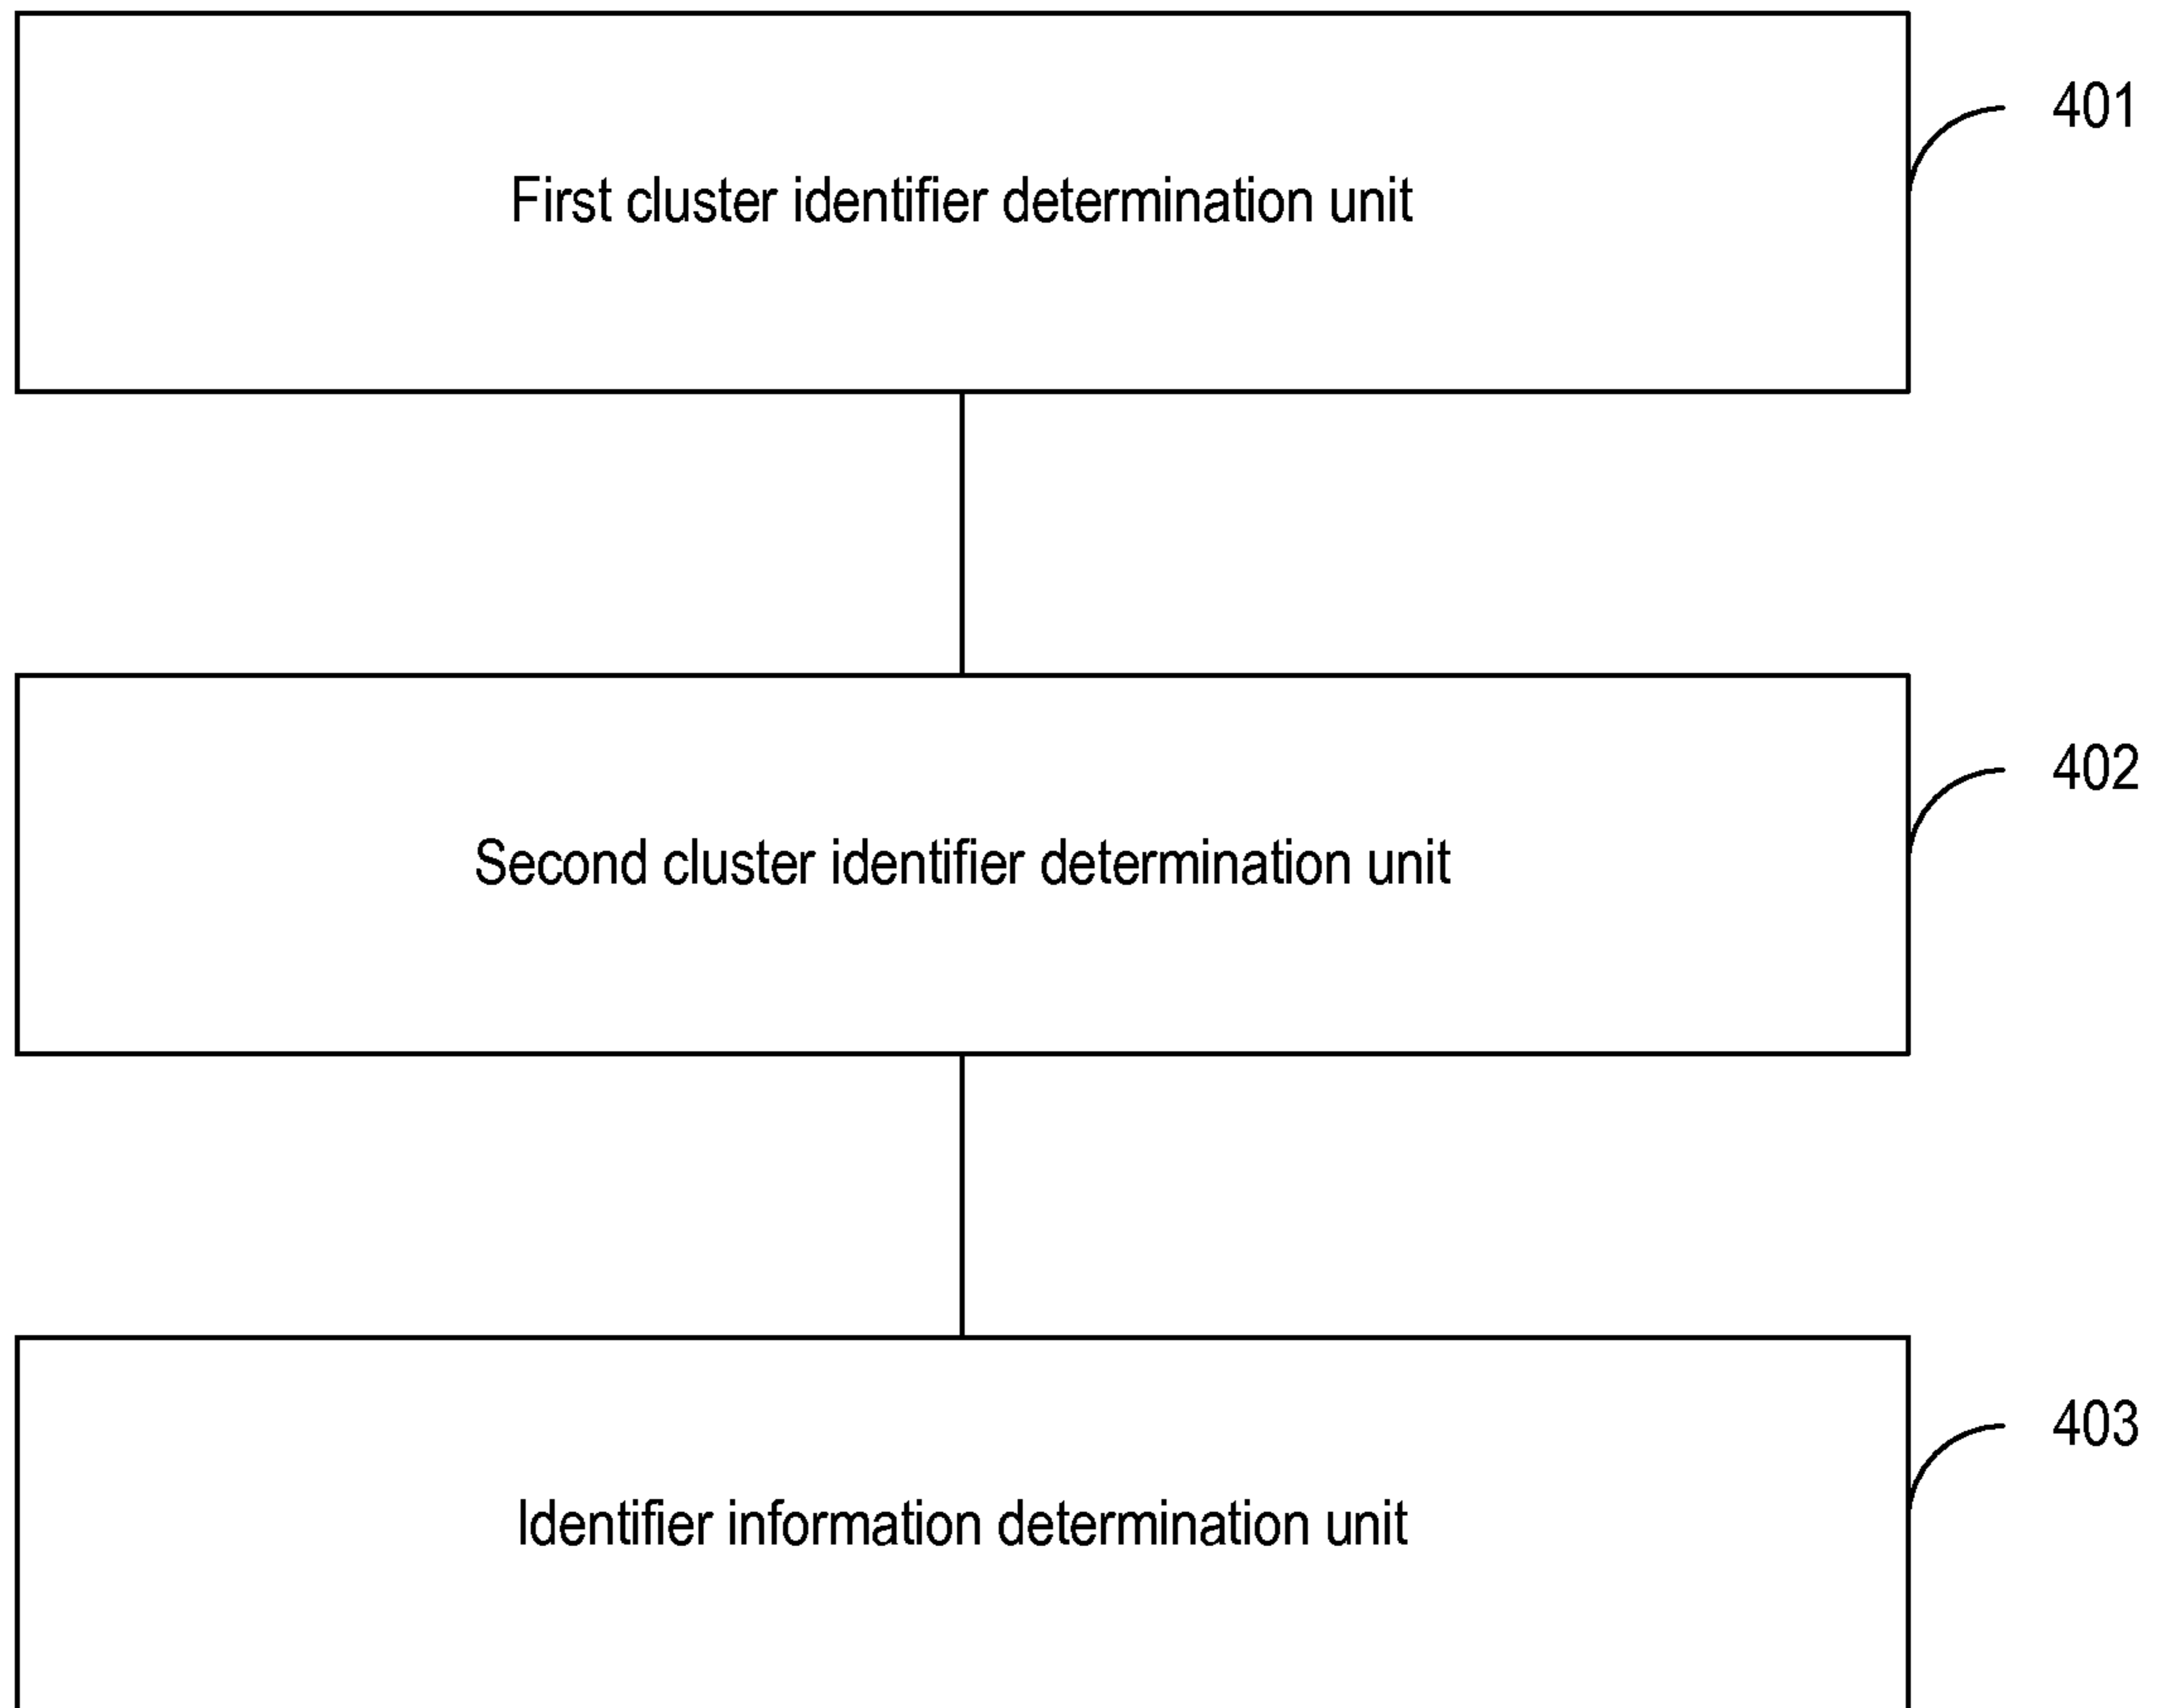 401
First cluster identifier determination unit
402
Second cluster identifier determination unit
403
Identifier information determination unit